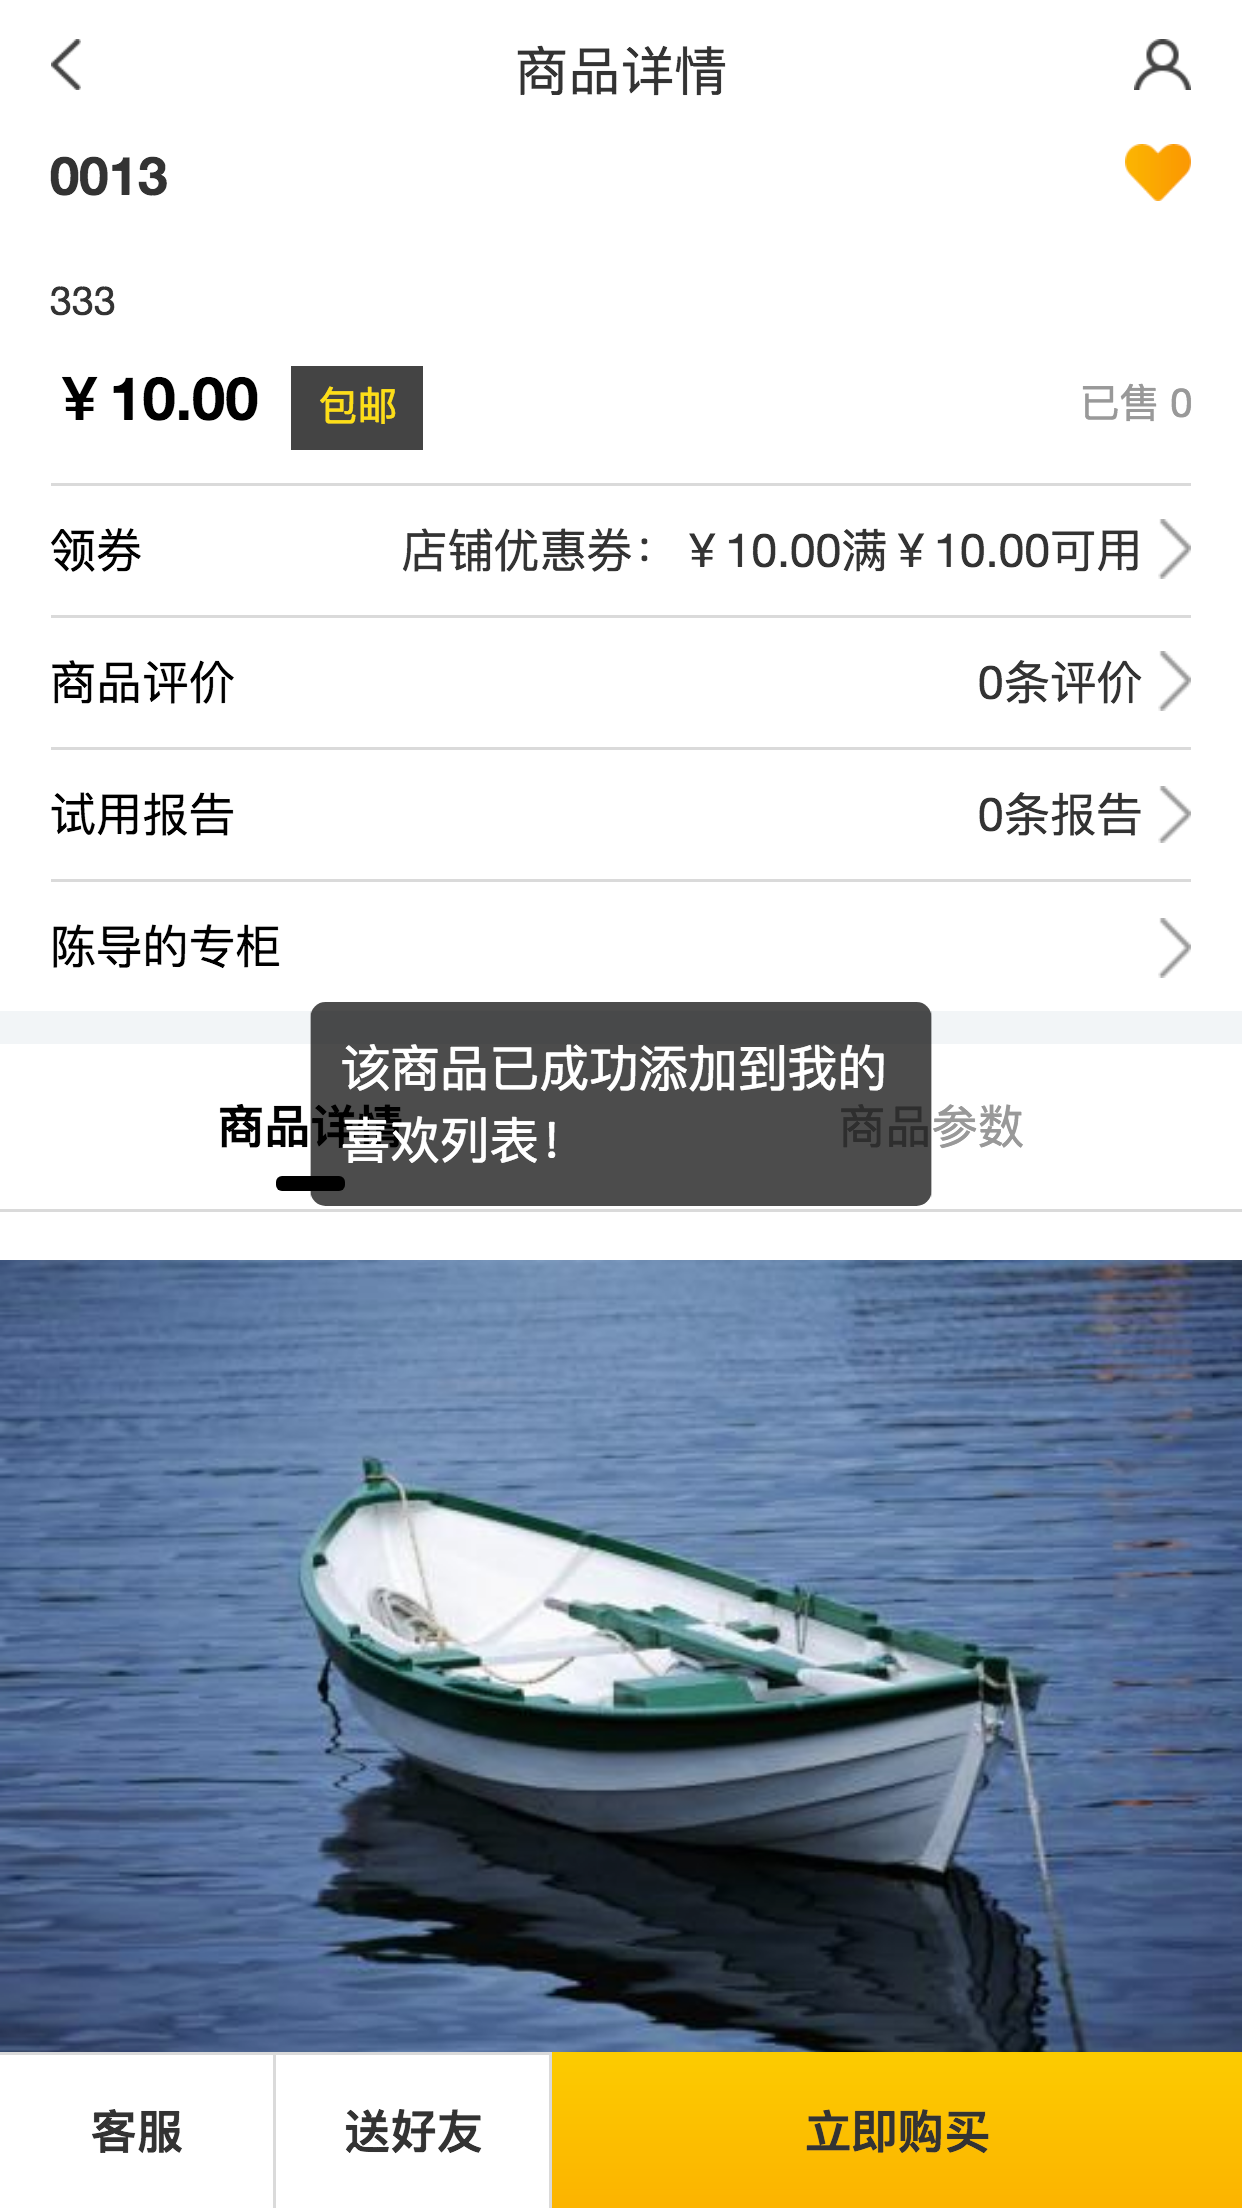 商品详情
0013
333
¥10.00 包邮 已售 0
领券 店铺优惠券： ¥10.00满¥10.00可用
商品评价 0条评价
试用报告 0条报告
陈导的专柜
该商品已成功添加到我的
喜欢列表！
商品详情 商品参数
客服 送好友 立即购买